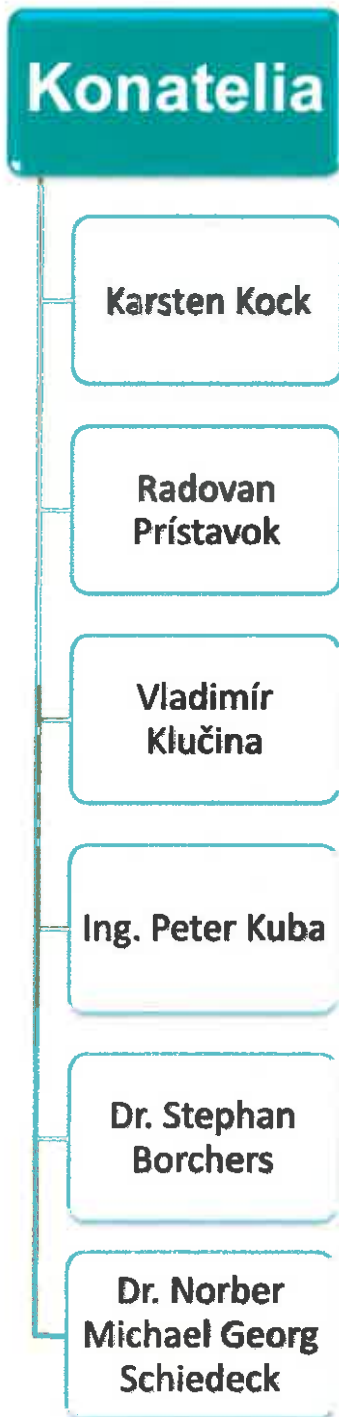 Konatelia
Karsten Kock
Radovan
Prístavok
Vladimír
Klučina
Ing. Peter Kuba
Dr. Stephan
Borchers
Dr. Norber
Michael Georg
Schiedeck